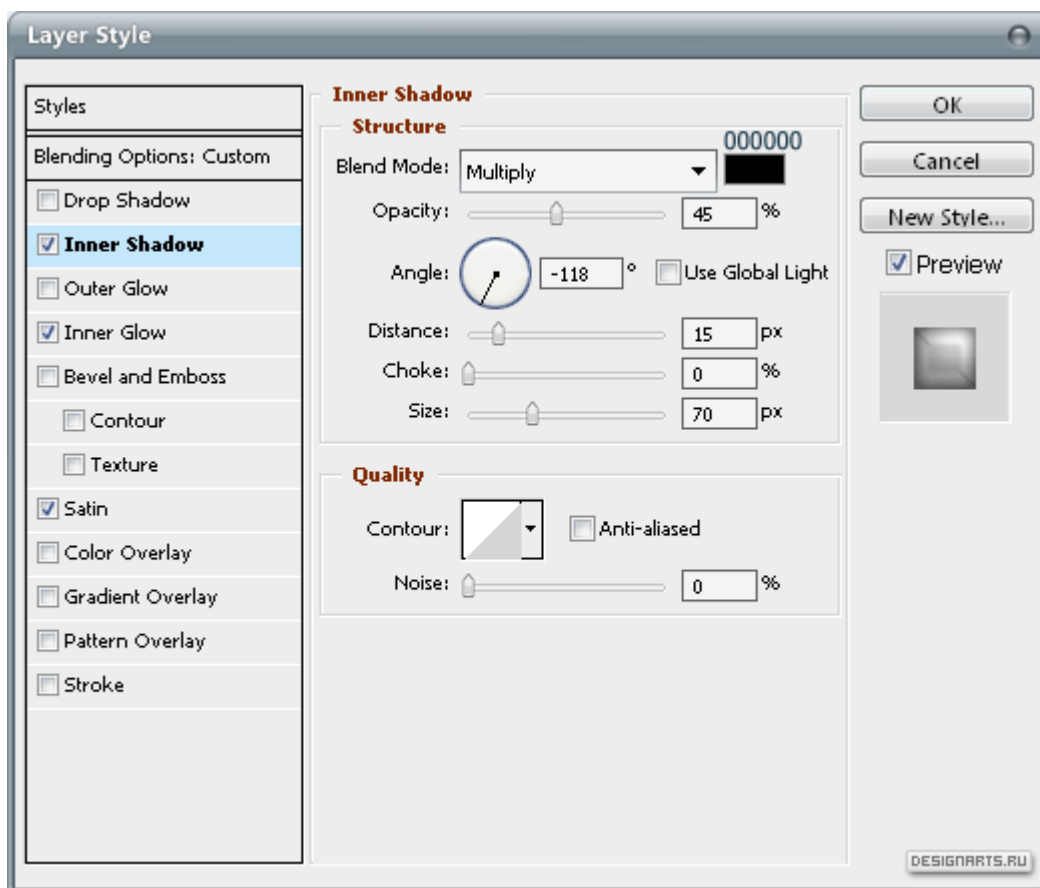 Layer Style
Styles
Blending Options: Custom
Drop Shadow
Inner Shadow
Outer Glow
Inner Glow
Bevel and Emboss
Contour
Texture
Satin
Color Overlay
Gradient Overlay
Pattern Overlay
Stroke
Inner Shadow
Structure
000000
Blend Mode: Multiply
Opacity: 45 %
Angle: -118 ° Use Global Light
Distance: 15 px
Choke: 0 %
Size: 70 px
Quality
Contour: Anti-aliased
Noise: 0 %
OK
Cancel
New Style...
Preview
DESIGNARTS.RU